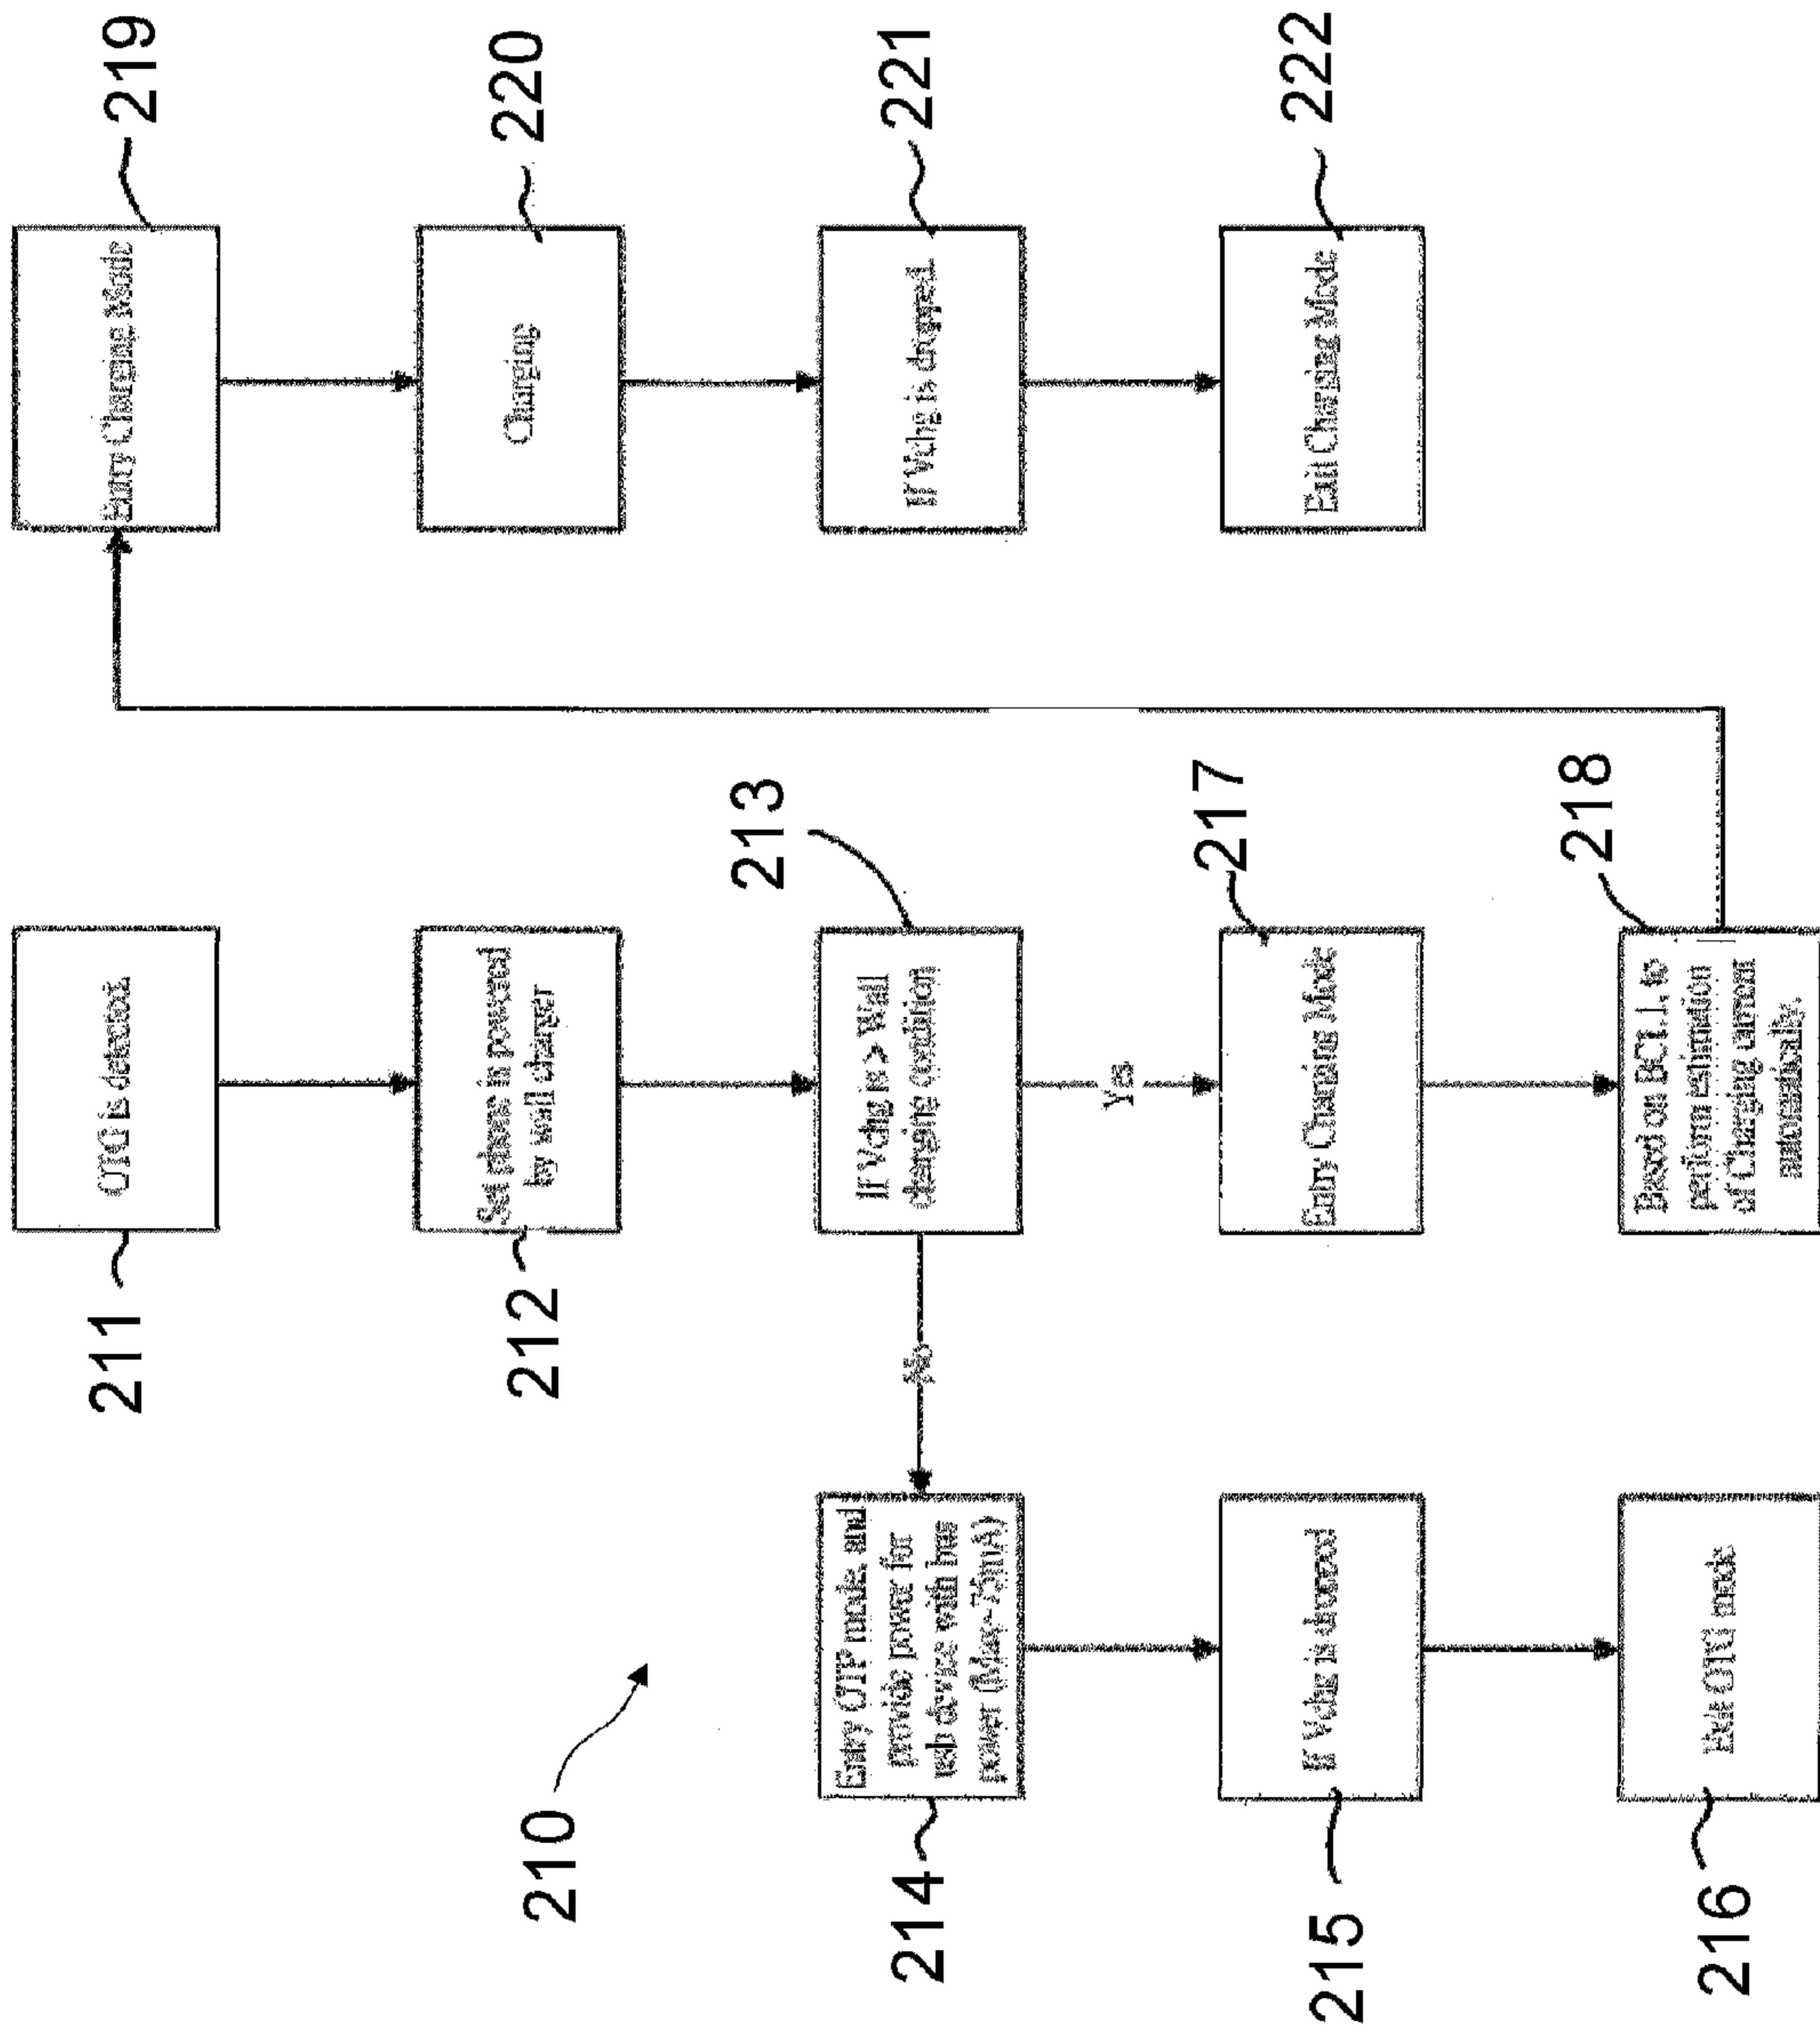 210
211
OTG is detected.
212
Set phone in powered
by wall charger
213
If Vchg is > Wall
charging condition
No
214
Entry OTP mode, and
provide power for
usb device with bus
power (Max~75mA)
215
If Vchg is dropped
216
Exit OTG mode
Yes
217
Entry Charging Mode
218
Based on BC1.1, to
perform estimation
of Charging current
automatically.
219
Entry Charging Mode
220
Charging
221
If Vchg is dropped.
222
Exit Charging Mode